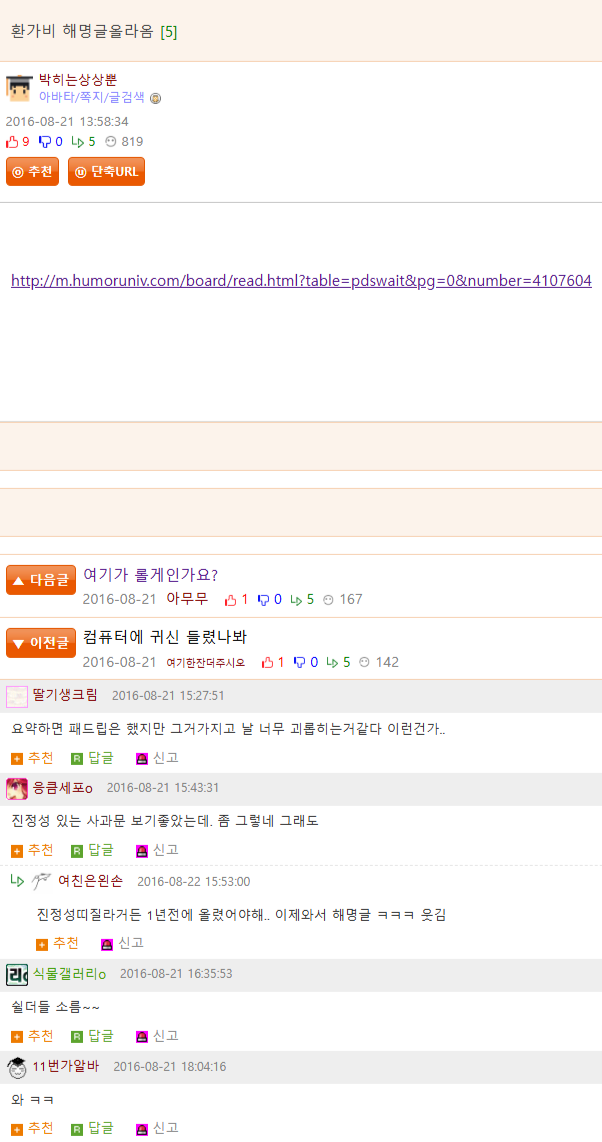 환가비 해명글올라옴 [5]
박히는상상뿐
아바타/쪽지/글검색
2016-08-21 13:58:34
9 0 5 819
추천 단축URL
http://m.humoruniv.com/board/read.html?table=pdswait&pg=0&number=4107604
▲ 다음글 여기가 롤게인가요?
2016-08-21 아무무 1 0 5 167
▼ 이전글 컴퓨터에 귀신 들렸나봐
2016-08-21 여기한잔더주시오 1 0 5 142
딸기생크림 2016-08-21 15:27:51
요약하면 패드립은 했지만 그거가지고 날 너무 괴롭히는거같다 이런건가..
추천 R 답글 신고
응큼세포o 2016-08-21 15:43:31
진정성 있는 사과문 보기좋았는데. 좀 그렇네 그래도
추천 R 답글 신고
여친은왼손 2016-08-22 15:53:00
진정성띠질라거든 1년전에 올렸어야해.. 이제와서 해명글 ㅋㅋㅋ 웃김
추천 신고
식물갤러리o 2016-08-21 16:35:53
쉴더들 소름~~
추천 R 답글 신고
11번가알바 2016-08-21 18:04:16
와 ㅋㅋ
추천 R 답글 신고